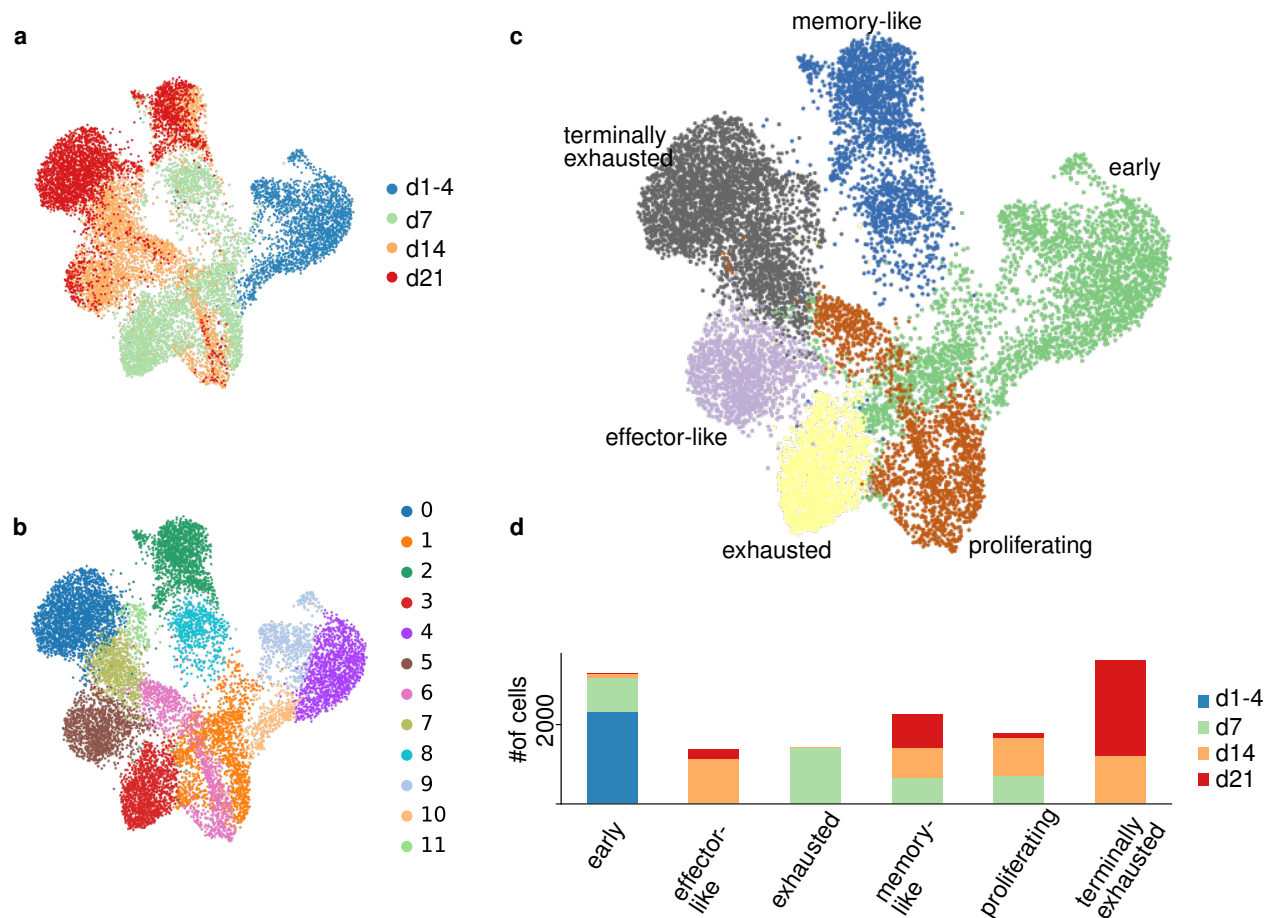 a
d1-4
d7
d14
d21
b
0
1
2
3
4
5
6
7
8
9
10
11
c
memory-like
terminally
exhausted
early
effector-like
exhausted
proliferating
d
#of cells
2000
early
effector-
like
exhausted
memory-
like
proliferating
terminally
exhausted
d1-4
d7
d14
d21